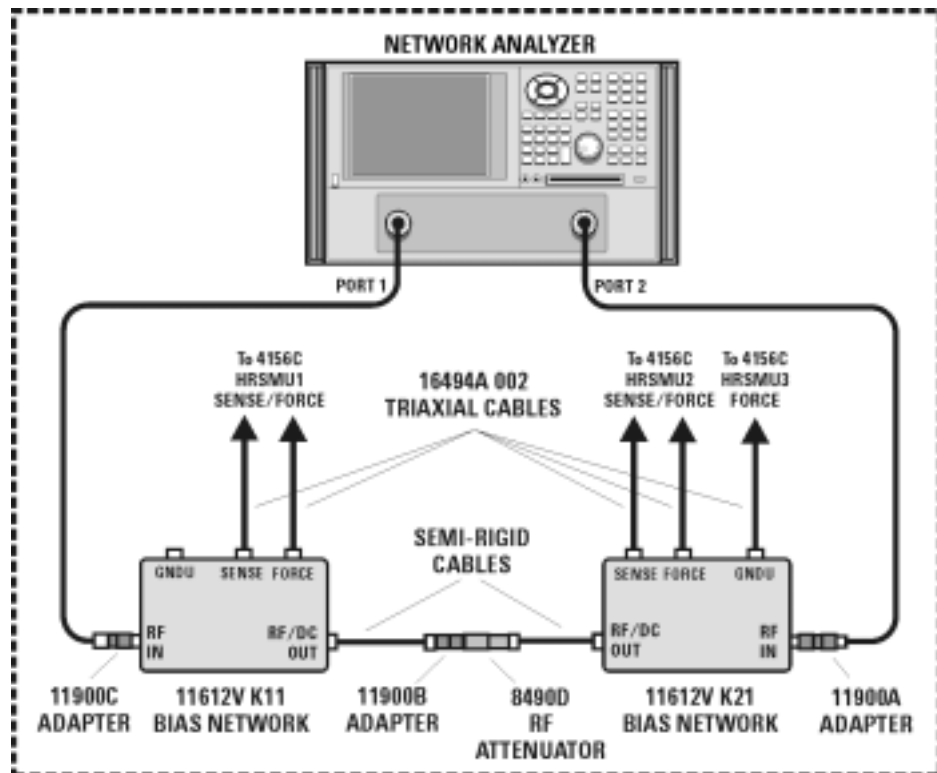 NETWORK ANALYZER
PORT 1
PORT 2
To 4156C
HRSMU1
SENSE/FORCE
16494A 002
TRIAXIAL CABLES
To 4156C
HRSMU2
SENSE/FORCE
To 4156C
HRSMU3
FORCE
SEMI-RIGID
CABLES
GNDU SENSE FORCE
RF
IN
RF/DC
OUT
SENSE FORCE GNDU
RF/DC
OUT
RF
IN
11900C
ADAPTER
11612V K11
BIAS NETWORK
11900B
ADAPTER
8490D
RF
ATTENUATOR
11612V K21
BIAS NETWORK
11900A
ADAPTER